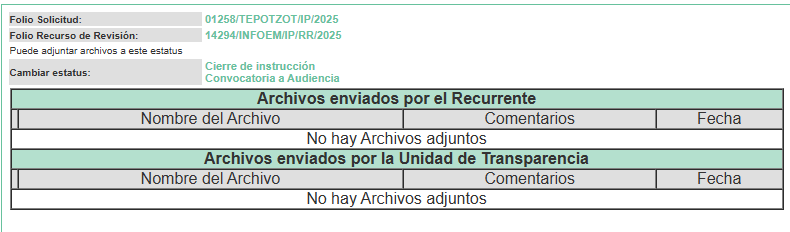 Folio Solicitud: 01258/TEPOTZOT/IP/2025
Folio Recurso de Revisión: 14294/INFOEM/IP/RR/2025
Puede adjuntar archivos a este estatus
Cambiar estatus: Cierre de instrucción
Convocatoria a Audiencia
Archivos enviados por el Recurrente
Nombre del Archivo Comentarios Fecha
No hay Archivos adjuntos
Archivos enviados por la Unidad de Transparencia
Nombre del Archivo Comentarios Fecha
No hay Archivos adjuntos